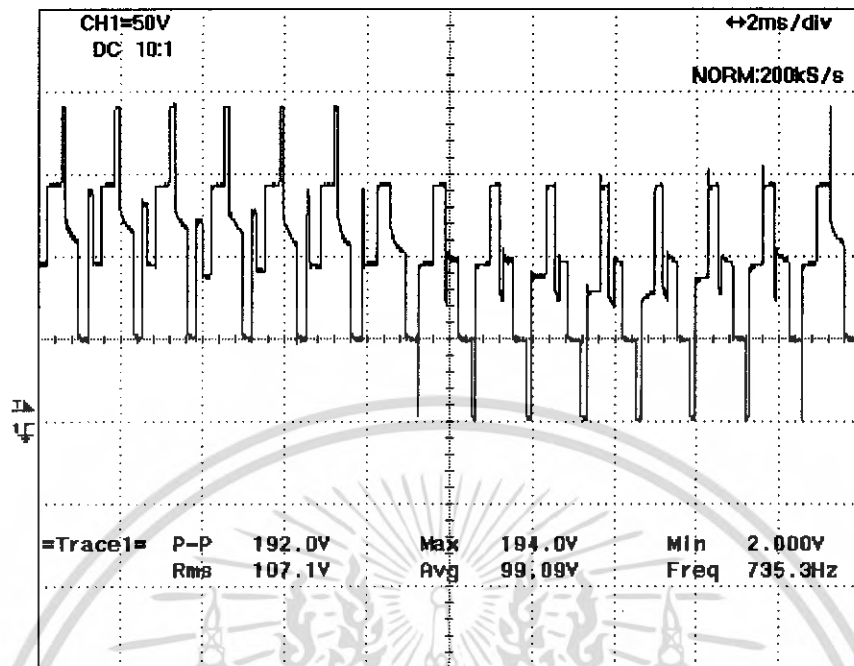 CH1=50V ↔2ms/div
DC 10:1
NORM:200kS/s
=Trace1= P-P 192.0V Max 194.0V Min 2.000V
Rms 107.1V Avg 99.09V Freq 735.3Hz